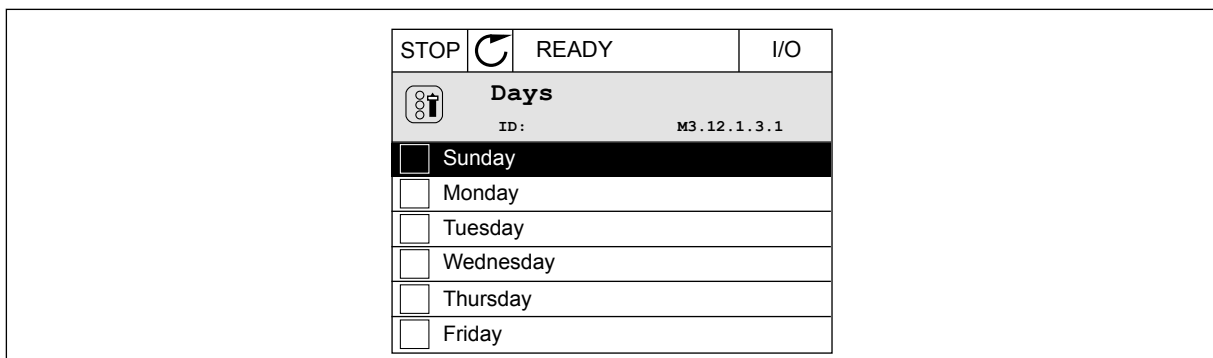 STOP READY I/O
Days
ID: M3.12.1.3.1
Sunday
Monday
Tuesday
Wednesday
Thursday
Friday